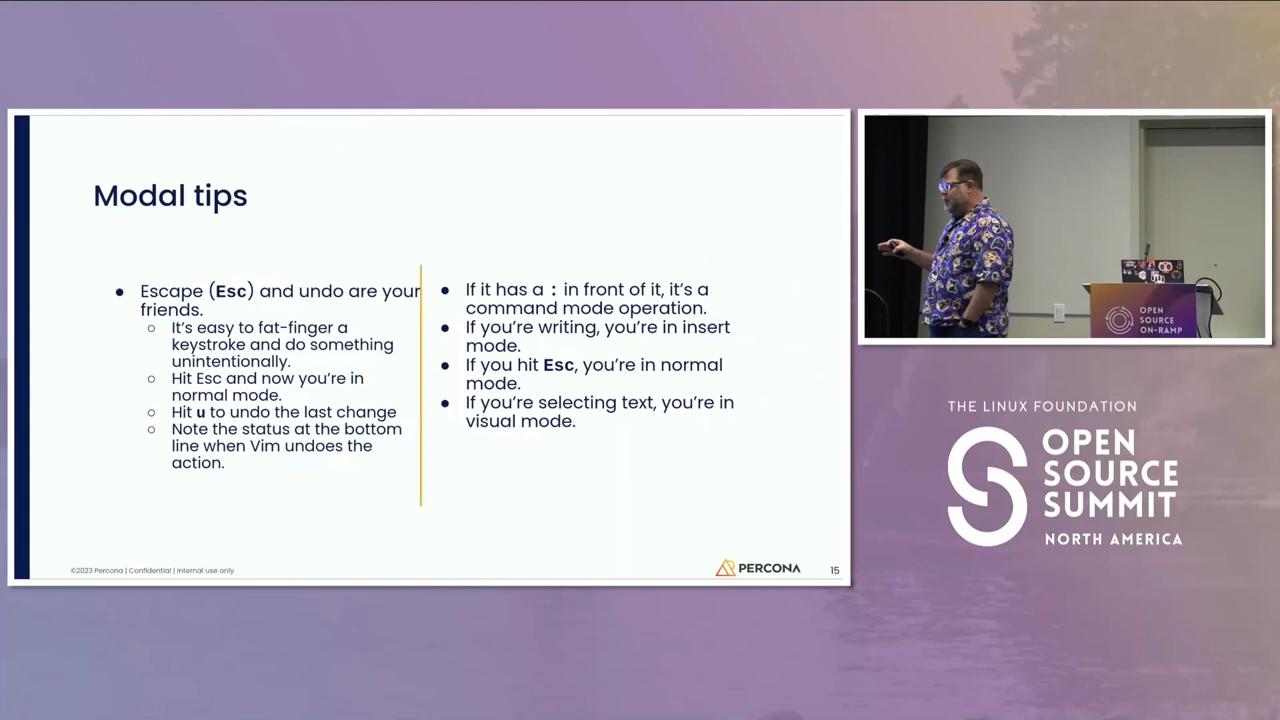 Modal tips
● Escape (Esc) and undo are your
friends.
○ It's easy to fat-finger a
keystroke and do something
unintentionally.
○ Hit Esc and now you're in
normal mode.
○ Hit u to undo the last change
○ Note the status at the bottom
line when Vim undoes the
action.
● If it has a : in front of it, it's a
command mode operation.
● If you're writing, you're in insert
mode.
● If you hit Esc, you're in normal
mode.
● If you're selecting text, you're in
visual mode.
©2023 Percona | Confidential | Internal use only
PERCONA
15
OPEN
SOURCE
ON-RAMP
THE LINUX FOUNDATION
OPEN
SOURCE
SUMMIT
NORTH AMERICA